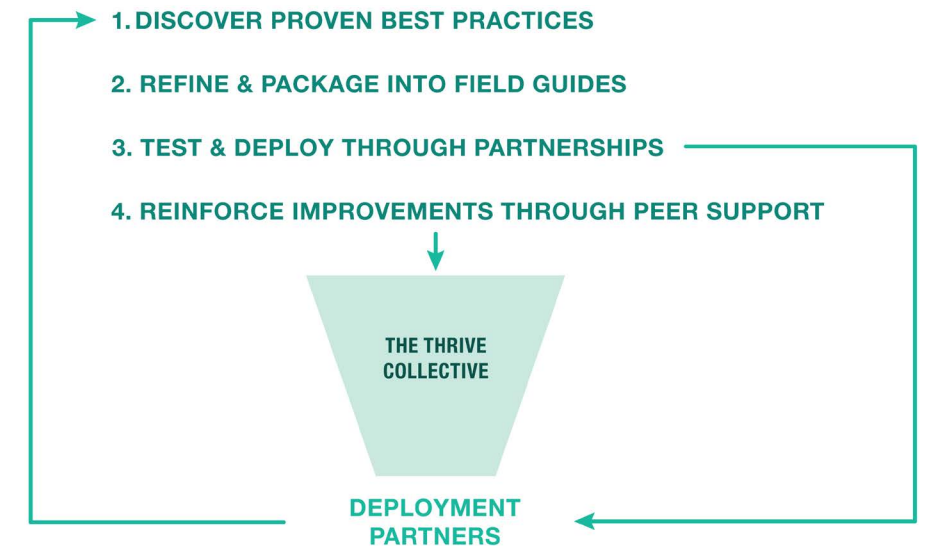 1. DISCOVER PROVEN BEST PRACTICES
2. REFINE & PACKAGE INTO FIELD GUIDES
3. TEST & DEPLOY THROUGH PARTNERSHIPS
4. REINFORCE IMPROVEMENTS THROUGH PEER SUPPORT
THE THRIVE
COLLECTIVE
DEPLOYMENT
PARTNERS